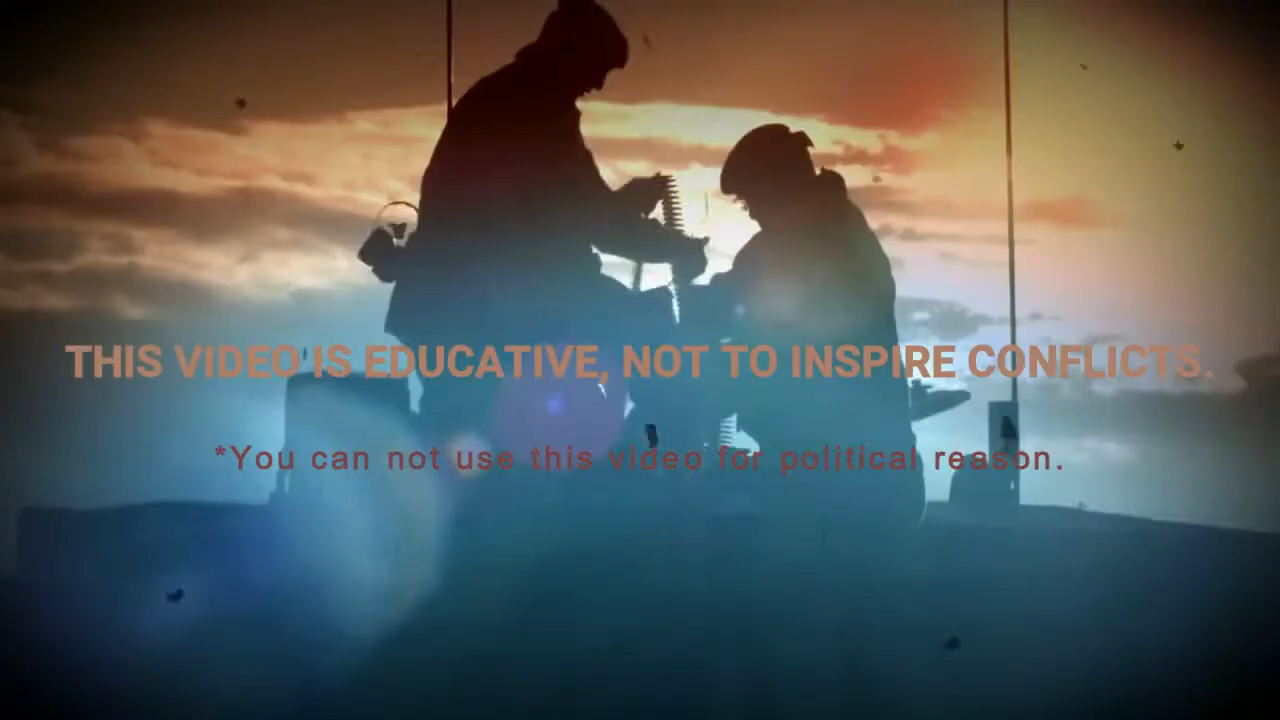 THIS VIDEO IS EDUCATIVE, NOT TO INSPIRE CONFLICTS.
*You can not use this video for political reason.